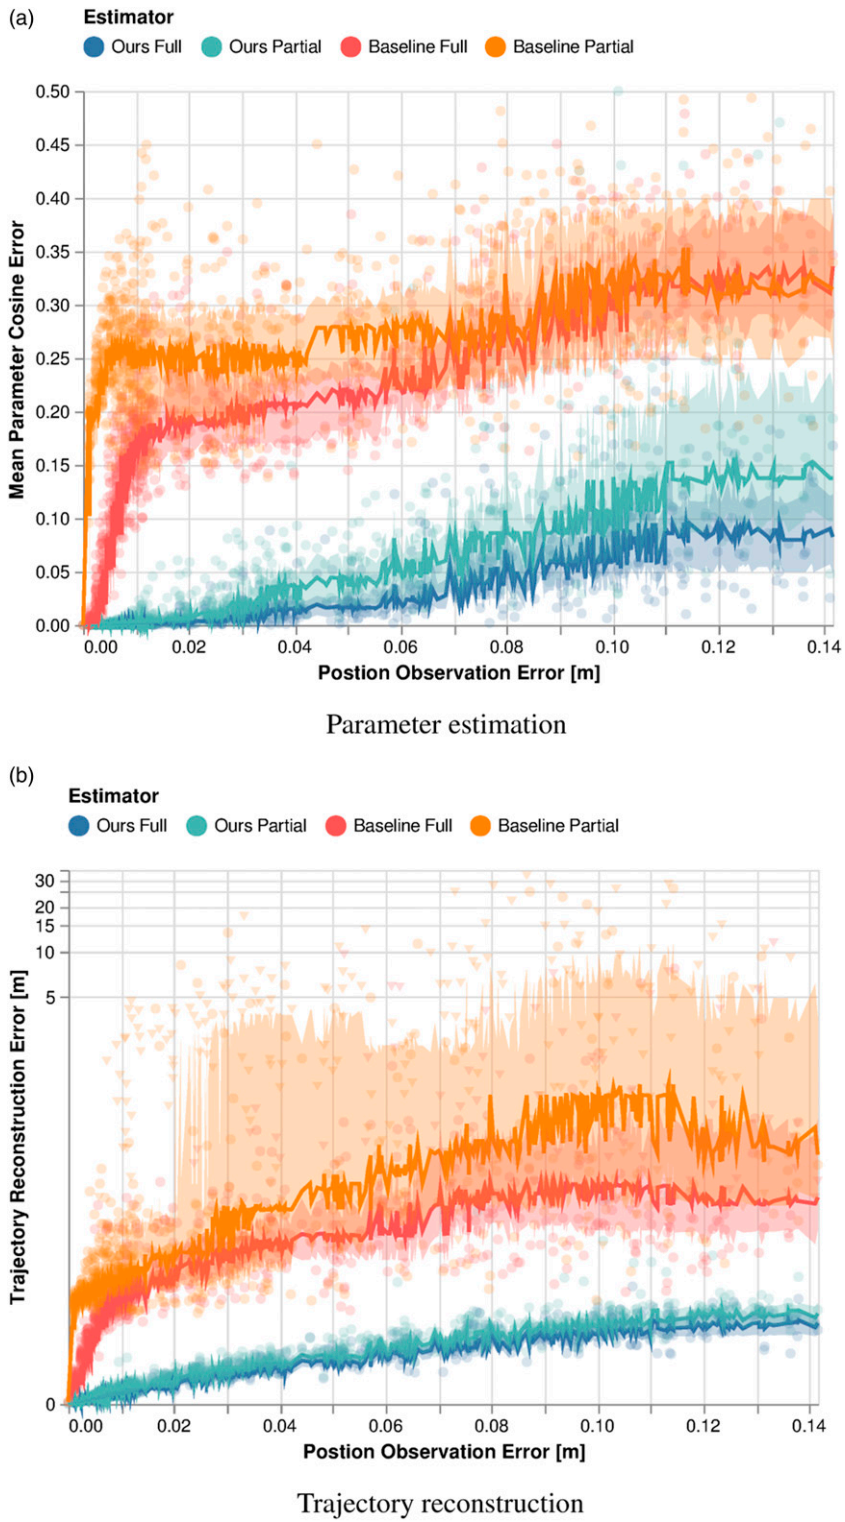 (a)
Estimator
Ours Full Ours Partial Baseline Full Baseline Partial
Mean Parameter Cosine Error
0.50
0.45
0.40
0.35
0.30
0.25
0.20
0.15
0.10
0.05
0.00
0.00 0.02 0.04 0.06 0.08 0.10 0.12 0.14
Postion Observation Error [m]
Parameter estimation
(b)
Estimator
Ours Full Ours Partial Baseline Full Baseline Partial
Trajectory Reconstruction Error [m]
30
20
15
10
5
0
0.00 0.02 0.04 0.06 0.08 0.10 0.12 0.14
Postion Observation Error [m]
Trajectory reconstruction